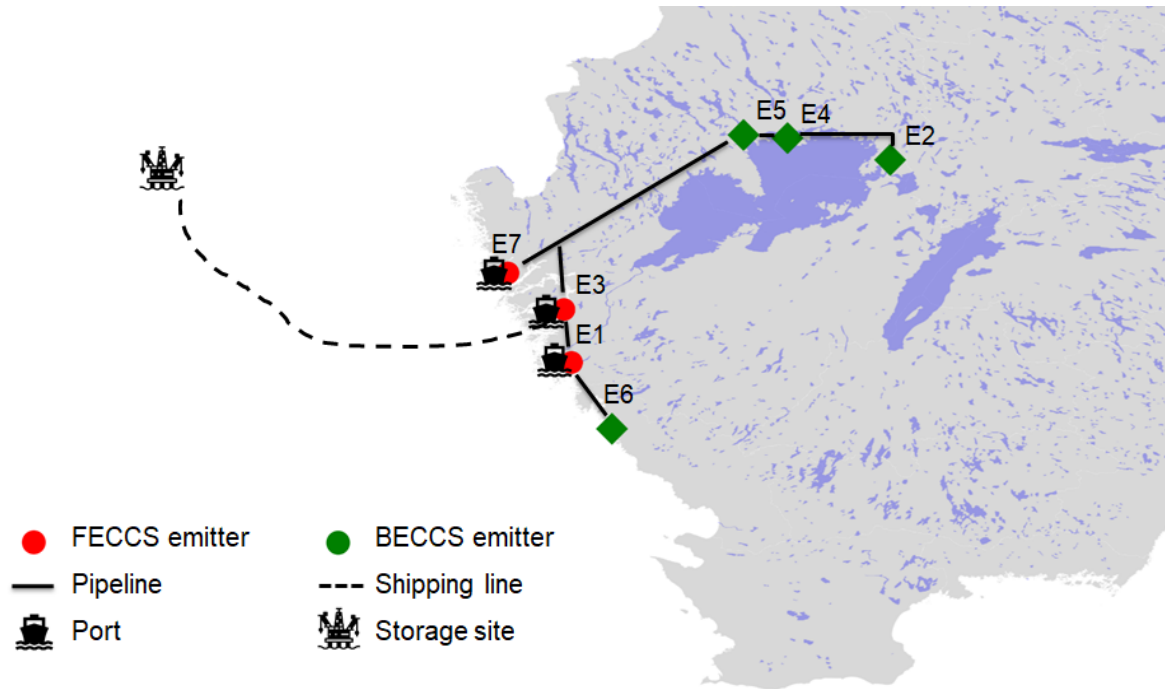 E5
E4
E2
E7
E3
E1
E6
FECCS emitter
BECCS emitter
Pipeline
Shipping line
Port
Storage site